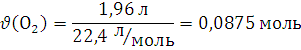 ϑ(O₂) = 1,96 л / 22,4 л/моль = 0,0875 моль